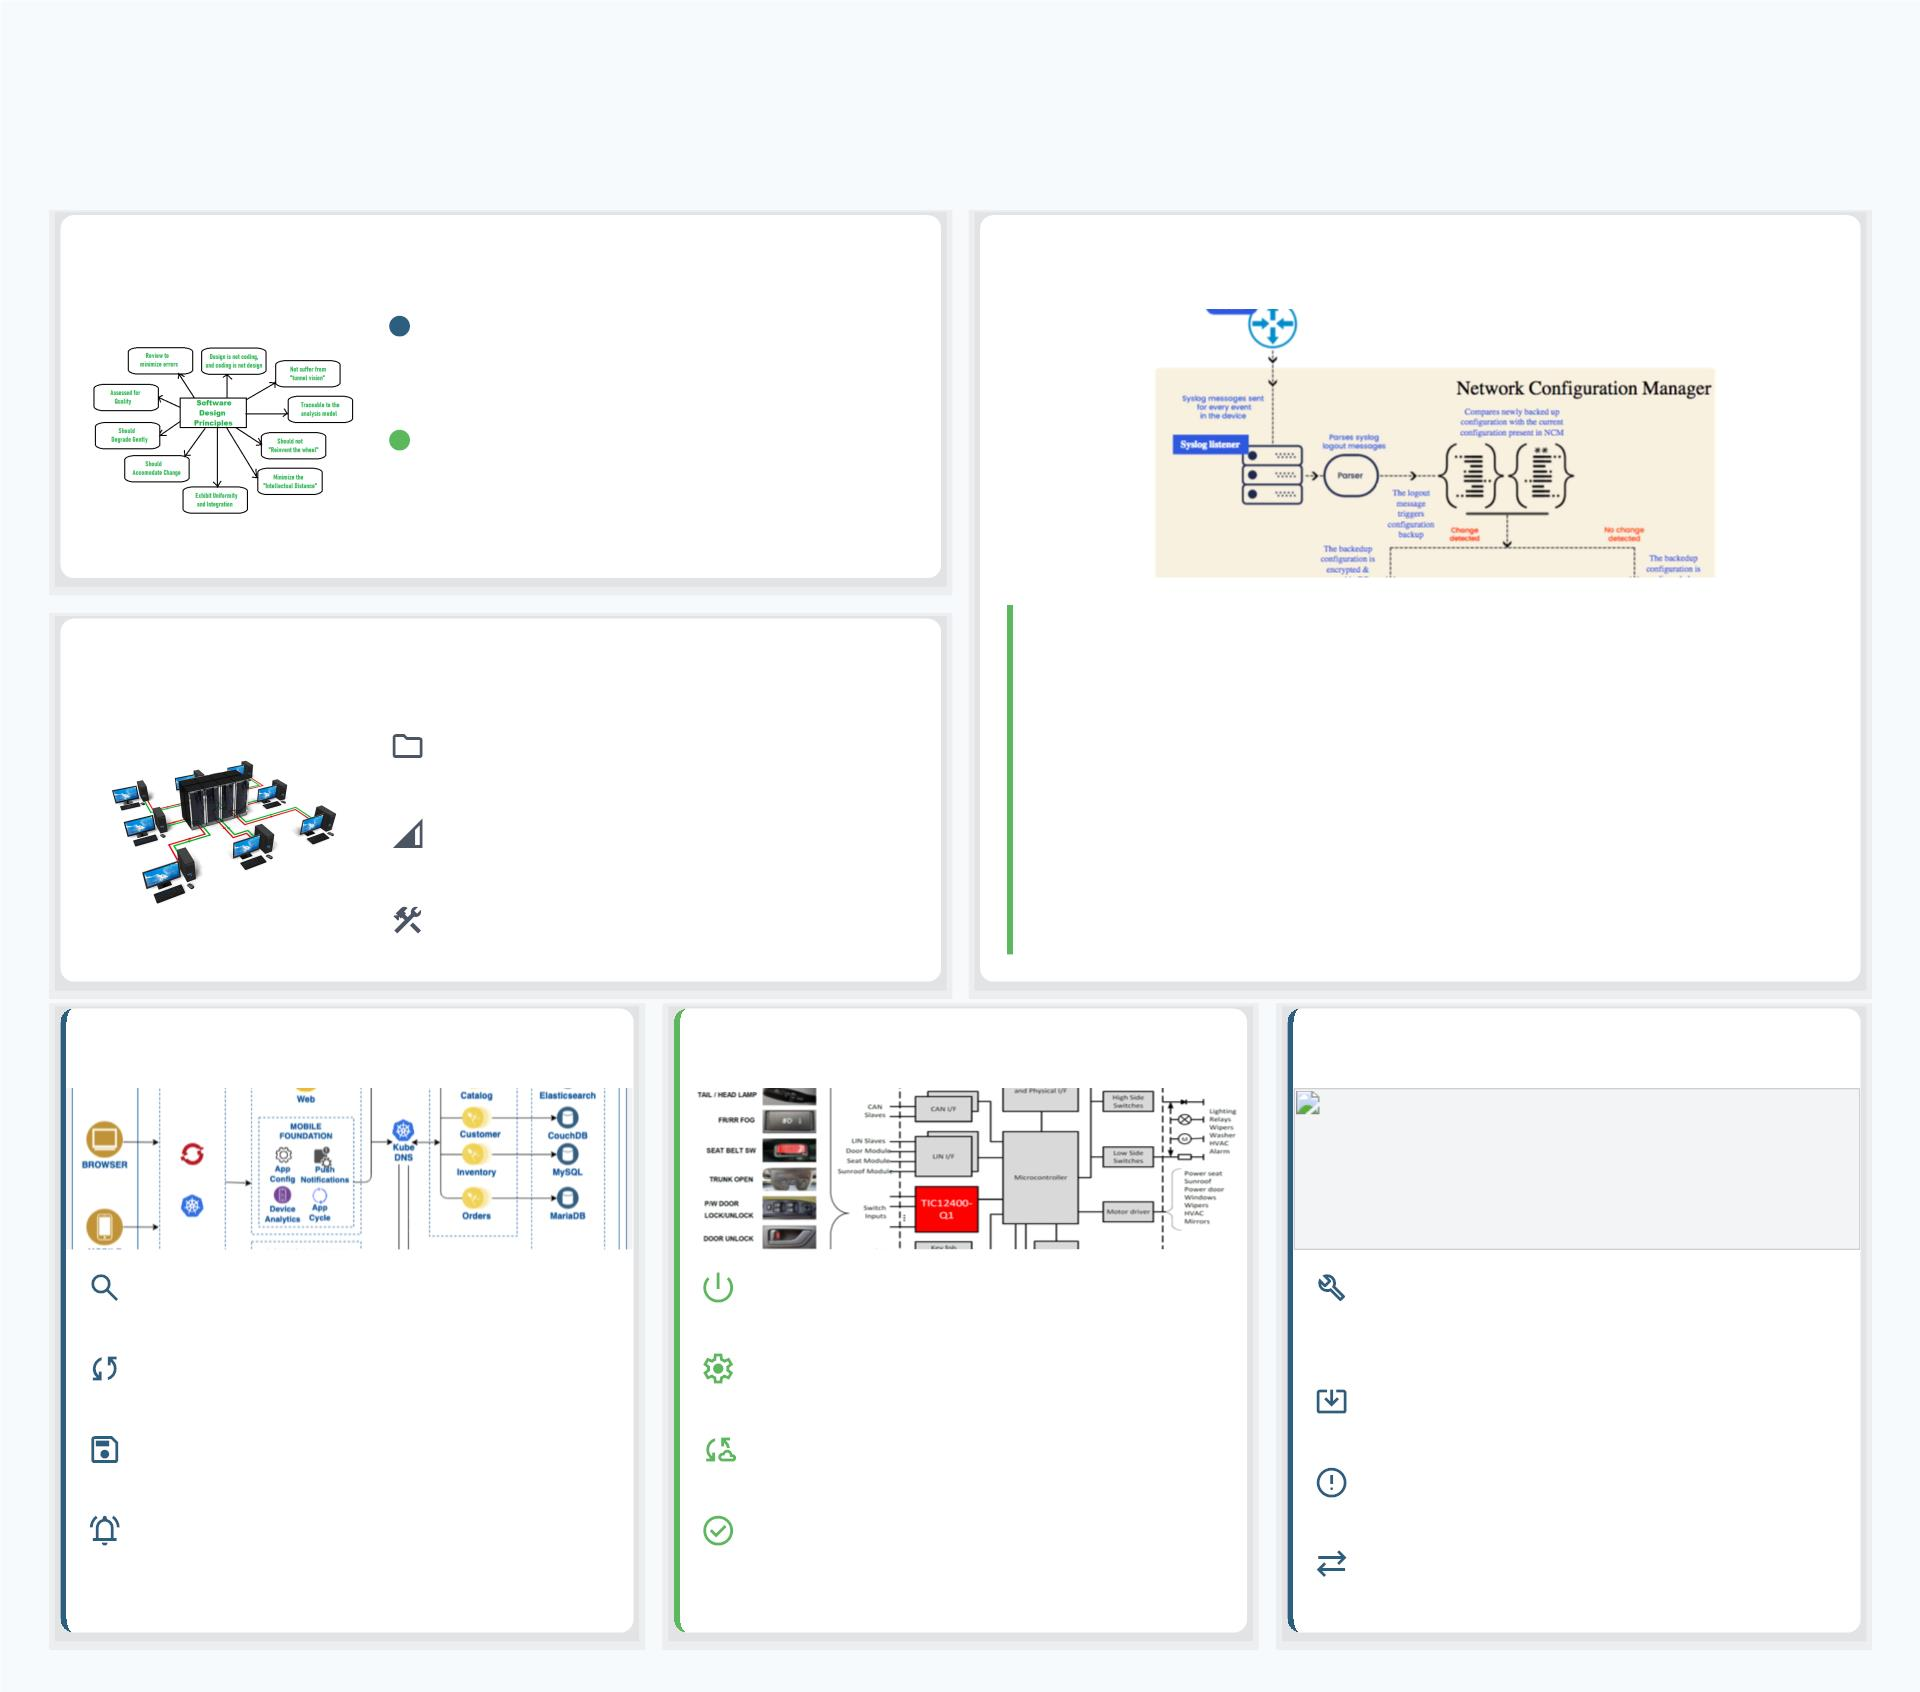 Review to
minimize errors
Design is not coding,
and coding is not design
Not suffer from
"tunnel vision"
Assessed for
Quality
Software
Design
Principles
Traceable to the
analysis model
Should
Degrade Gently
Should not
"Reinvent the wheel"
Should
Accomodate Change
Minimize the
"Intellectual Distance"
Exhibit Uniformity
and Integration
Network Configuration Manager
Syslog messages sent
for every event
in the device
Compares newly backed up
configuration with the current
configuration present in NCM
Syslog listener
Parses syslog
logout messages
Parser
The logout
message
triggers
configuration
backup
Change
detected
No change
detected
The backedup
configuration is
encrypted &
The backedup
configuration is
Web
Catalog
Elasticsearch
MOBILE
FOUNDATION
BROWSER
App
Config
Push
Notifications
Device
Analytics
App
Cycle
Kube
DNS
Customer
CouchDB
Inventory
MySQL
Orders
MariaDB
TAIL / HEAD LAMP
FR/RR FOG
SEAT BELT SW
TRUNK OPEN
P/W DOOR
LOCK/UNLOCK
DOOR UNLOCK
CAN
Slaves
CAN I/F
LIN Slaves
Door Module
Seat Module
Sunroof Module
LIN I/F
Switch
Inputs
TIC12400-
Q1
and Physical I/F
Microcontroller
High Side
Switches
Low Side
Switches
Motor driver
Lighting
Relays
Wipers
Washer
HVAC
Alarm
Power seat
Sunroof
Power door
Windows
Wipers
HVAC
Mirrors